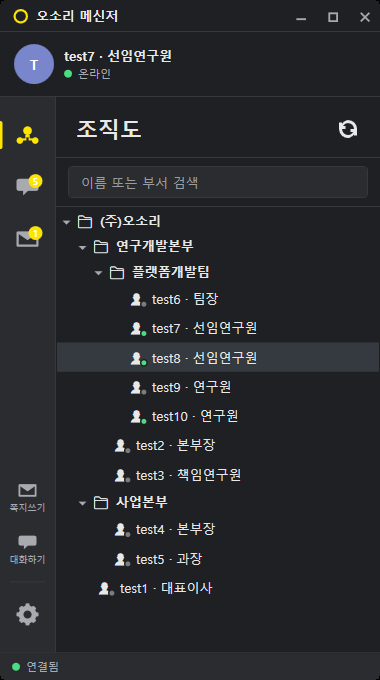 오소리 메신저
T
test7 · 선임연구원
온라인
조직도
5
이름 또는 부서 검색
1
(주)오소리
연구개발본부
플랫폼개발팀
test6 · 팀장
test7 · 선임연구원
test8 · 선임연구원
test9 · 연구원
test10 · 연구원
test2 · 본부장
test3 · 책임연구원
사업본부
test4 · 본부장
test5 · 과장
test1 · 대표이사
쪽지쓰기
대화하기
연결됨